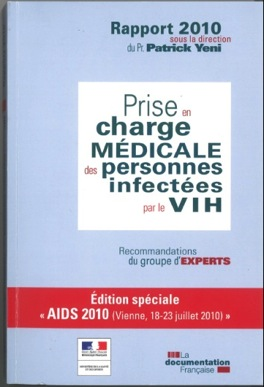 Rapport 2010
sous la direction
du Pr. Patrick Yeni
Prise en
charge
MÉDICALE
des personnes
infectées
par le VIH
Recommandations
du groupe d'EXPERTS
Édition spéciale
« AIDS 2010 (Vienne, 18-23 juillet 2010) »
La
documentation
Française